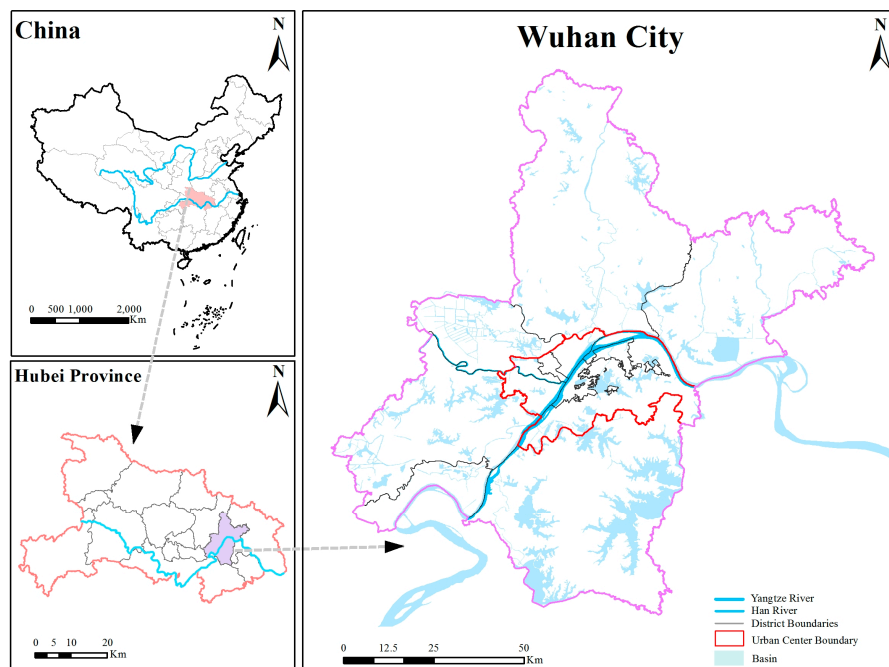 China
N
0 500 1,000 2,000
Km
Hubei Province
N
0 5 10 20
Km
Wuhan City
N
0 12.5 25 50
Km
Yangtze River
Han River
District Boundaries
Urban Center Boundary
Basin